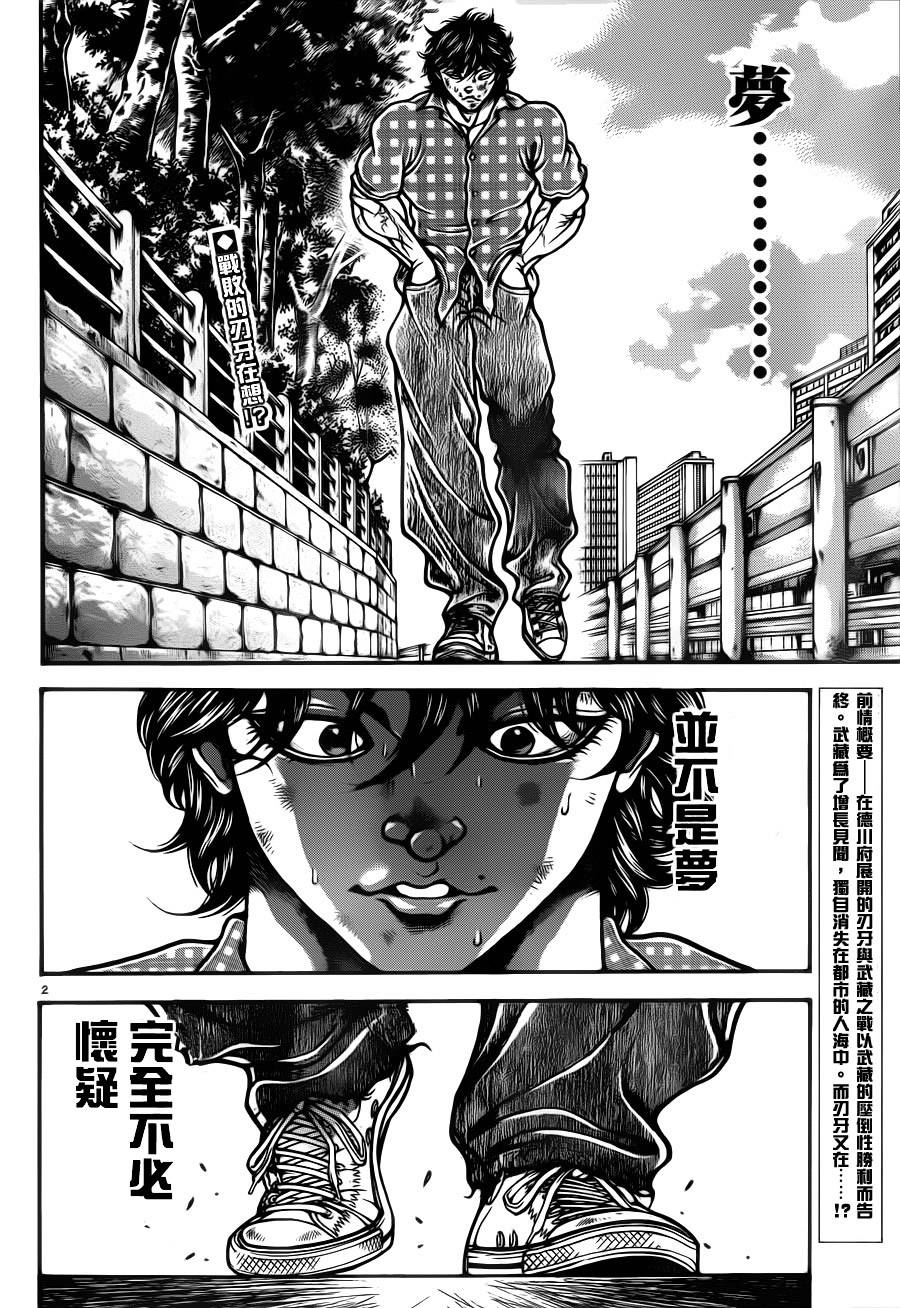 夢············
◆戰敗的刃牙在想!?
並不是夢
前情概要——在德川府展開的刃牙與武藏之戰以武藏的壓倒性勝利而告
終。武藏為了增長見聞，獨自消失在都市的人海中。而刃牙又在……!?
2
完全不必
懷疑